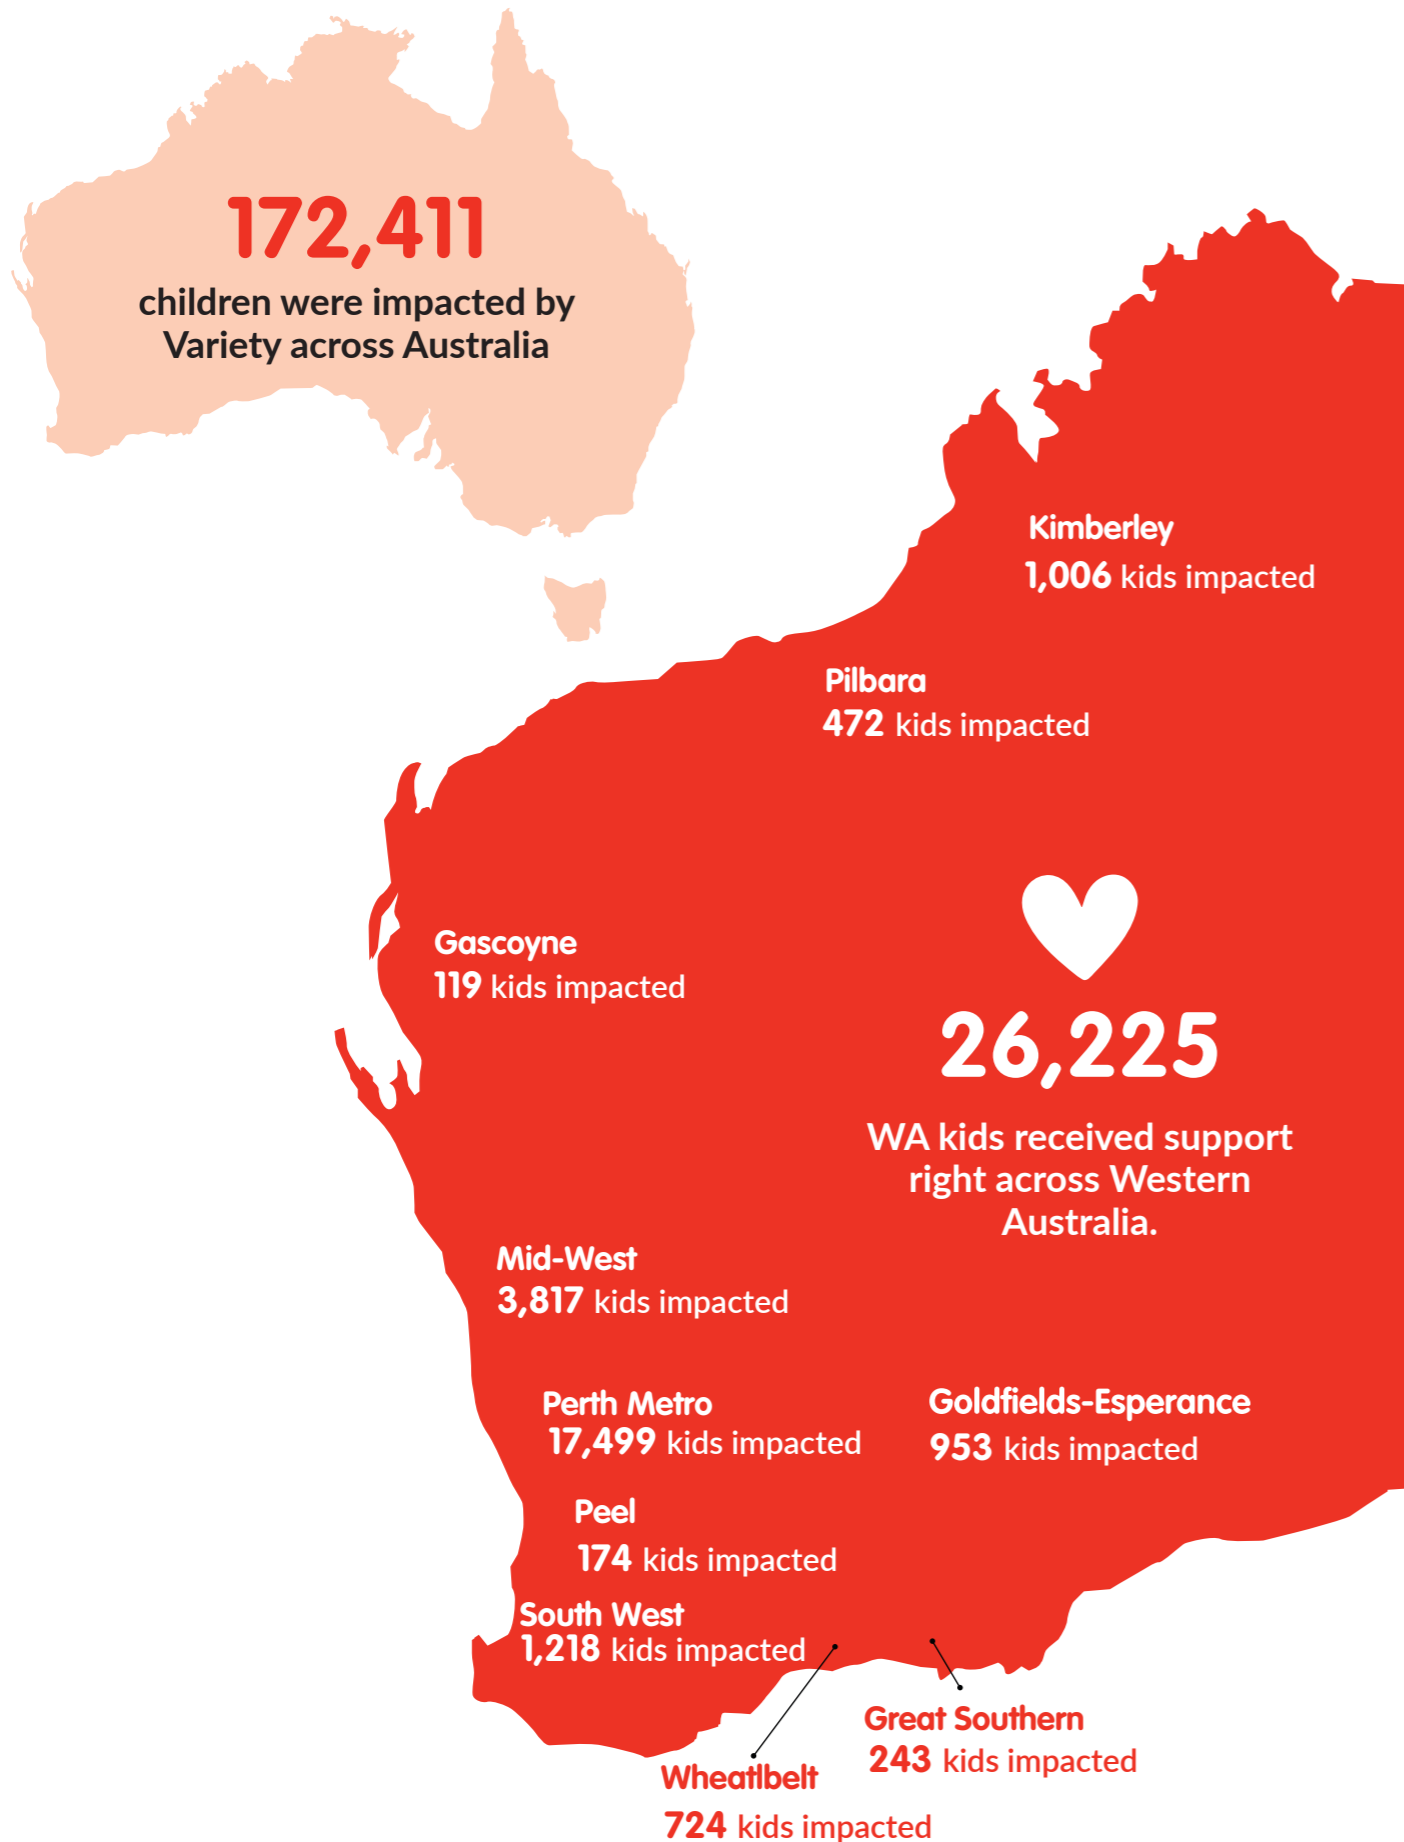 172,411
children were impacted by
Variety across Australia
Kimberley
1,006 kids impacted
Pilbara
472 kids impacted
Gascoyne
119 kids impacted
26,225
WA kids received support
right across Western
Australia.
Mid-West
3,817 kids impacted
Perth Metro
17,499 kids impacted
Goldfields-Esperance
953 kids impacted
Peel
174 kids impacted
South West
1,218 kids impacted
Great Southern
243 kids impacted
Wheatlbelt
724 kids impacted